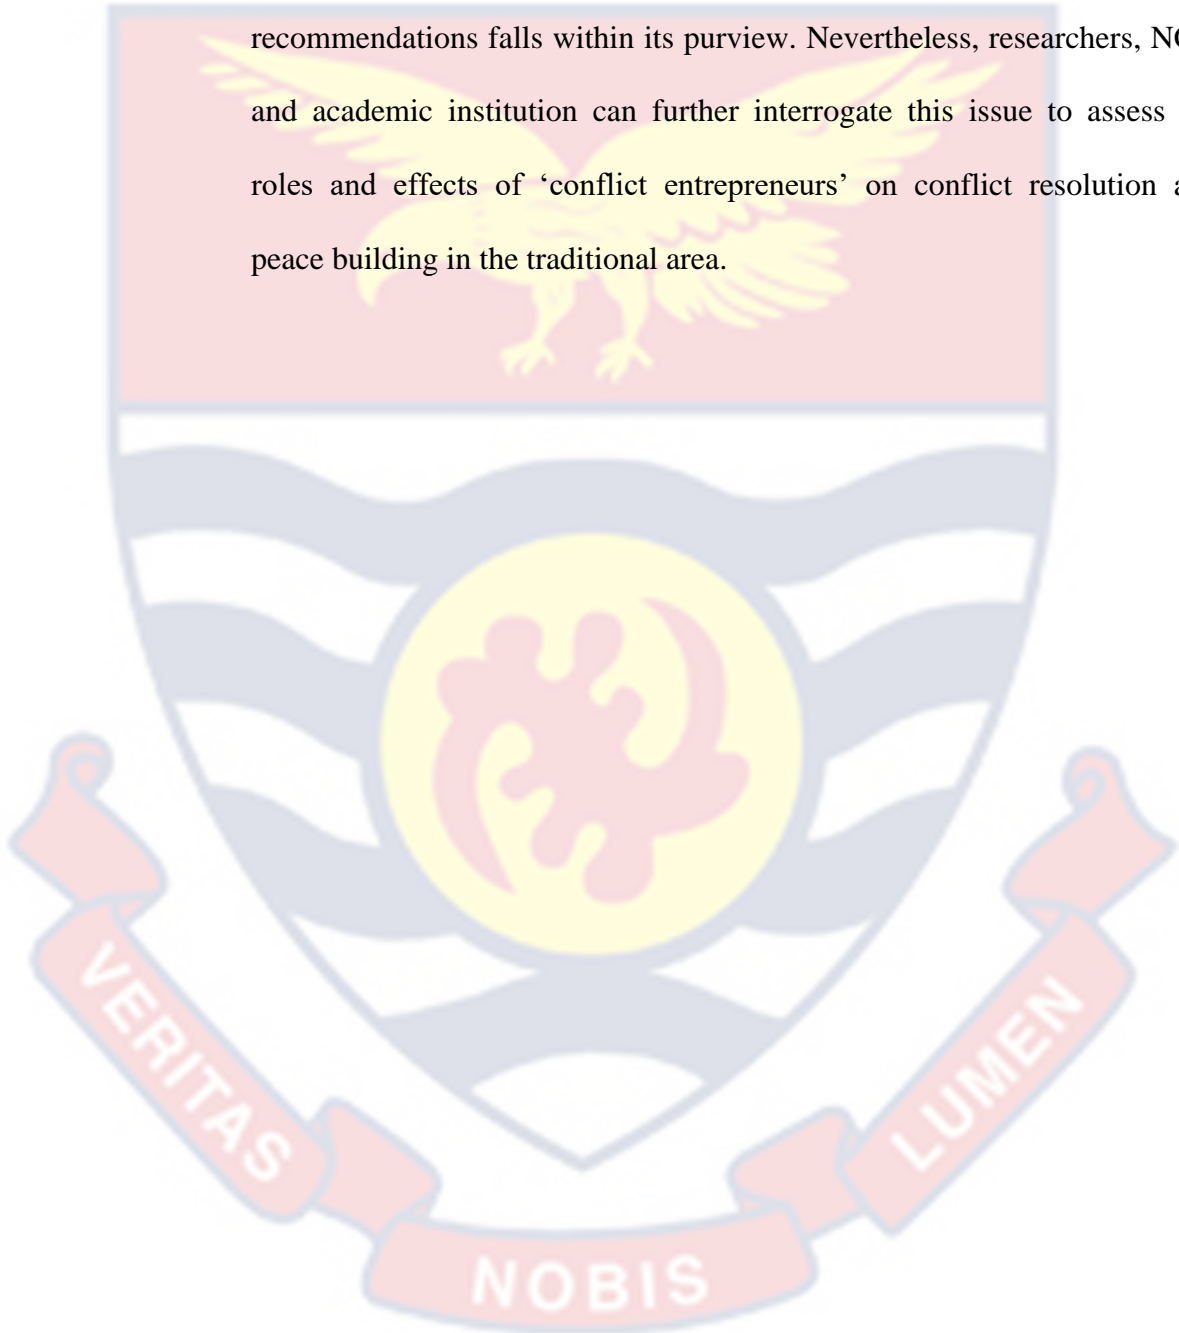 recommendations falls within its purview. Nevertheless, researchers,
and academic institution can further interrogate this issue to assess
roles and effects of ‘conflict entrepreneurs’ on conflict resolution
peace building in the traditional area.
VERITAS
NOBIS
LUMEN